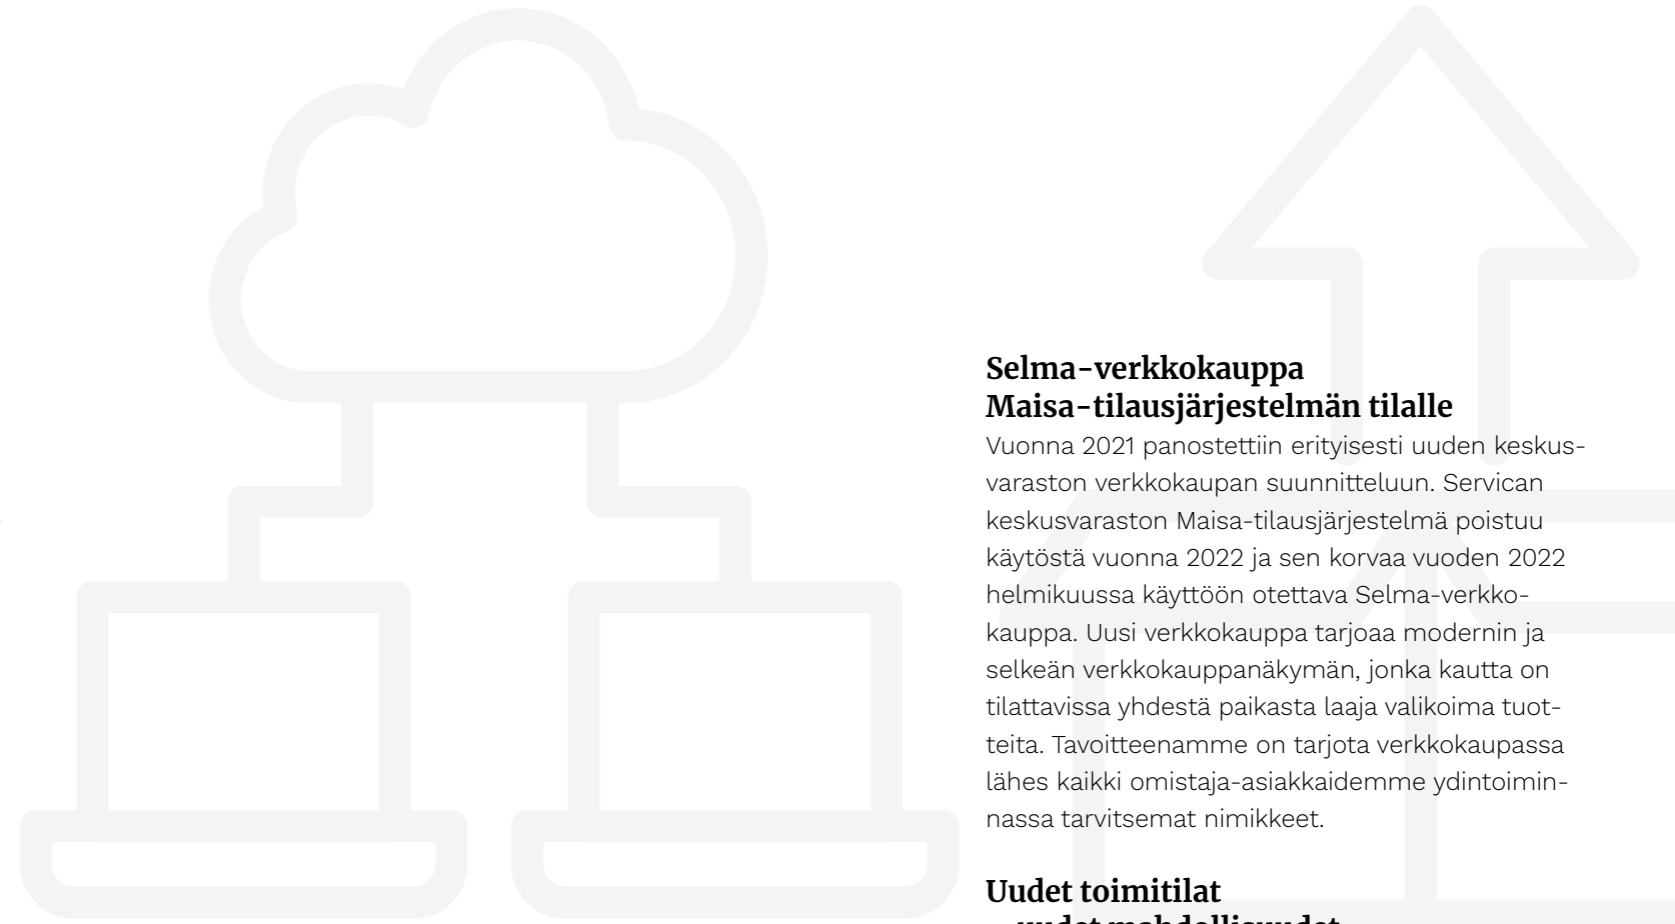 Selma-verkkokauppa
Maisa-tilausjärjestelmän tilalle
Vuonna 2021 panostettiin erityisesti uuden keskus-
varaston verkkokaupan suunnitteluun. Servican
keskusvaraston Maisa-tilausjärjestelmä poistuu
käytöstä vuonna 2022 ja sen korvaa vuoden 2022
helmikuussa käyttöön otettava Selma-verkko-
kauppa. Uusi verkkokauppa tarjoaa modernin ja
selkeän verkkokauppanäkymän, jonka kautta on
tilattavissa yhdestä paikasta laaja valikoima tuot-
teita. Tavoitteenamme on tarjota verkkokaupassa
lähes kaikki omistaja-asiakkaidemme ydintoimin-
nassa tarvitsemat nimikkeet.
Uudet toimitilat
– uudet mahdollisuudet